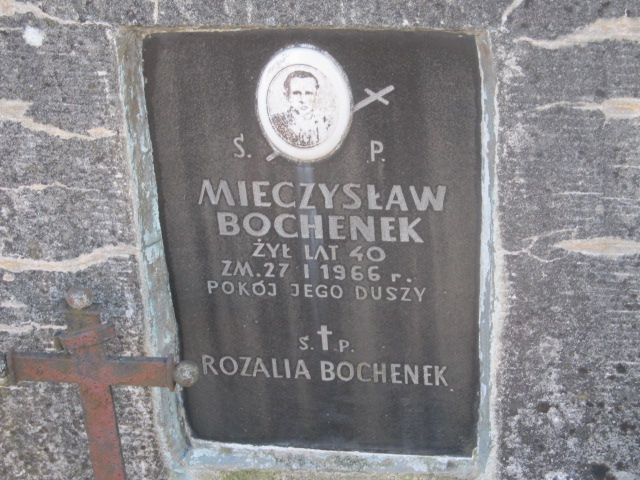 Ś. P.
MIECZYSŁAW
BOCHENEK
ŻYŁ LAT 40
ZM. 27 I 1966 r.
POKÓJ JEGO DUSZY
Ś. P.
ROZALIA BOCHENEK.